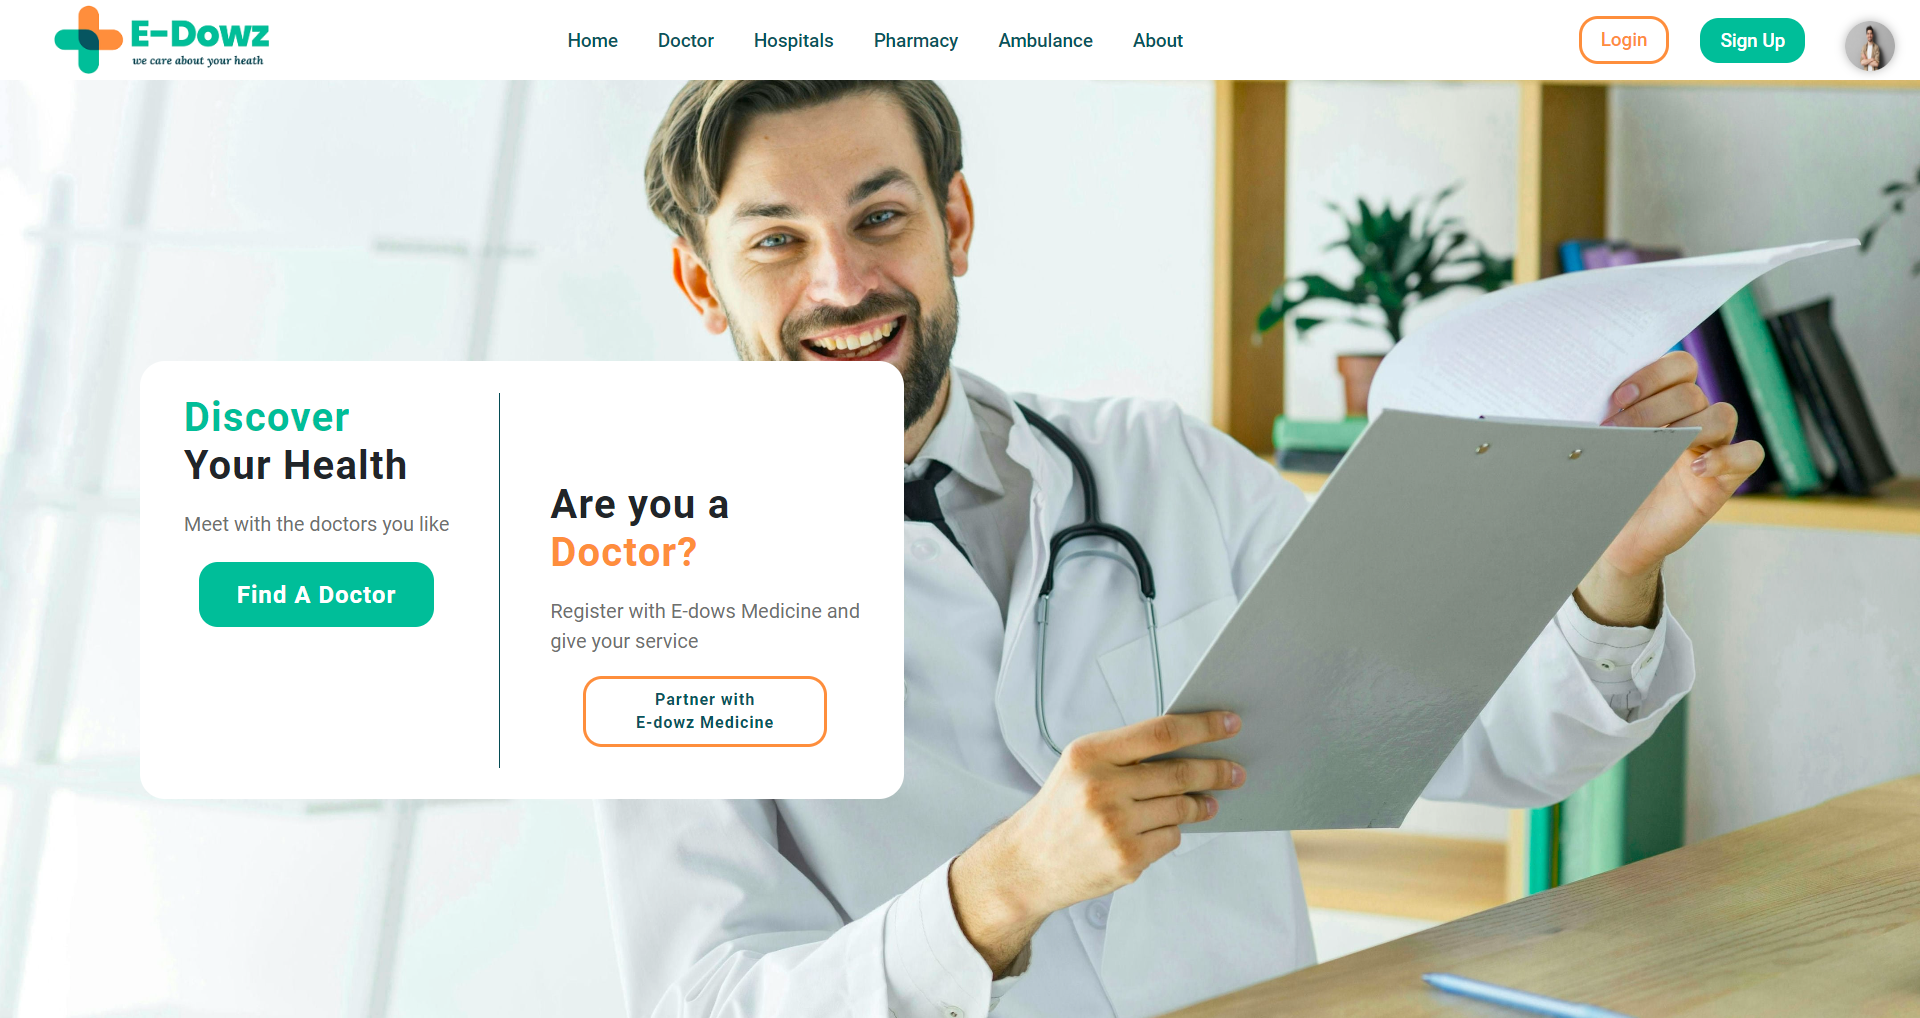 E-Dowz
we care about your heath
Home
Doctor
Hospitals
Pharmacy
Ambulance
About
Login
Sign Up
Discover
Your Health
Meet with the doctors you like
Find A Doctor
Are you a
Doctor?
Register with E-dows Medicine and
give your service
Partner with
E-dowz Medicine